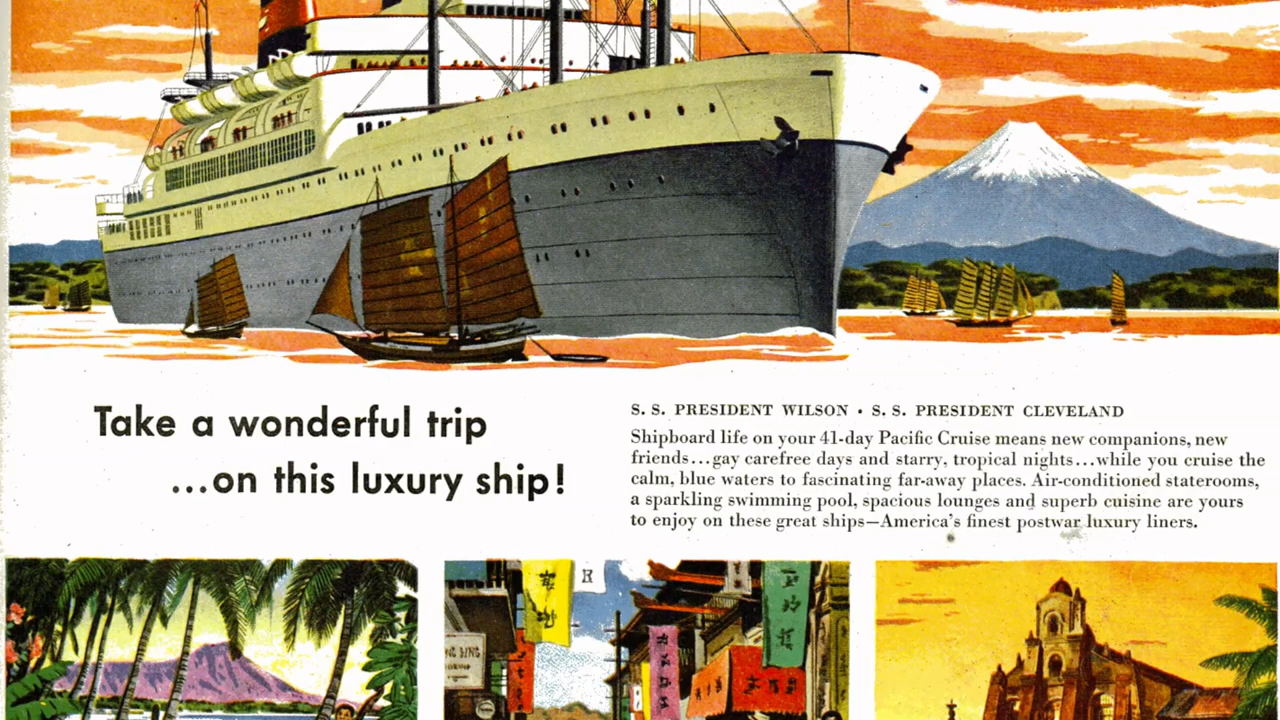 Take a wonderful trip
...on this luxury ship!
S. S. PRESIDENT WILSON • S. S. PRESIDENT CLEVELAND
Shipboard life on your 41-day Pacific Cruise means new companions, new
friends...gay carefree days and starry, tropical nights...while you cruise the
calm, blue waters to fascinating far-away places. Air-conditioned staterooms,
a sparkling swimming pool, spacious lounges and superb cuisine are yours
to enjoy on these great ships—America's finest postwar luxury liners.